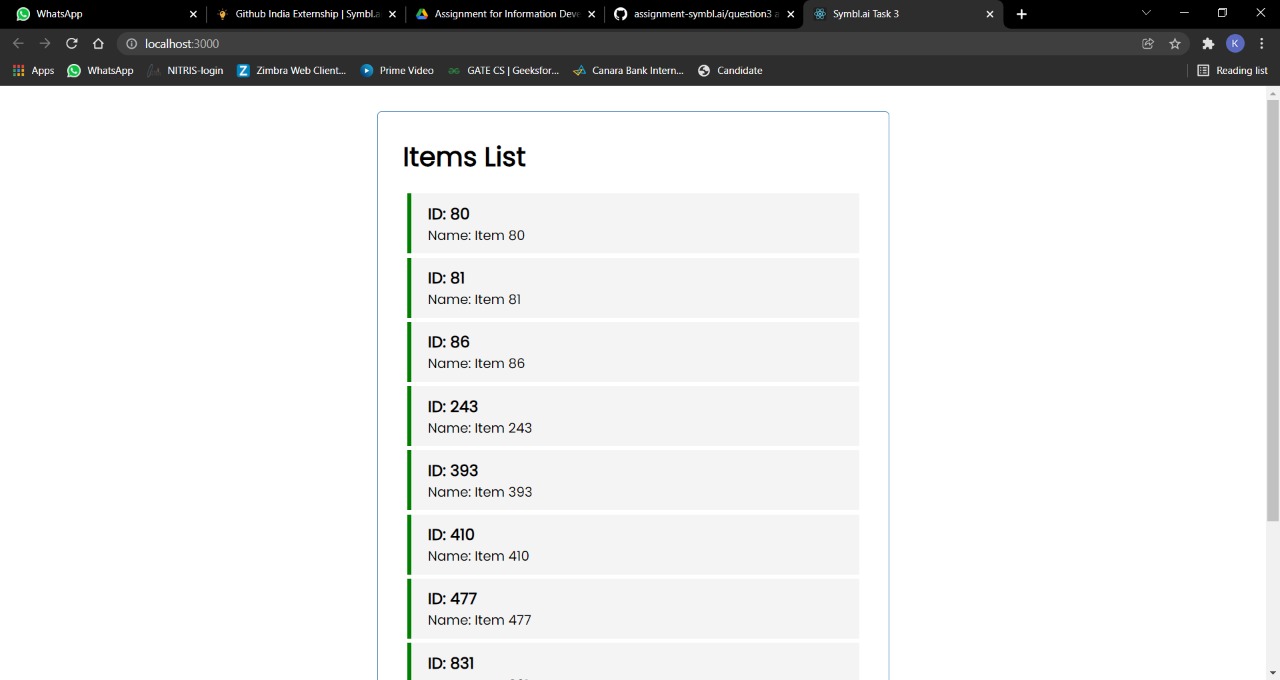 WhatsApp
Github India Externship | Symbl.a
Assignment for Information Deve
assignment-symbl.ai/question3 a
Symbl.ai Task 3
localhost:3000
K
Apps
WhatsApp
NITRIS-login
Z
Zimbra Web Client...
Prime Video
GATE CS | Geeksfor...
Canara Bank Intern...
Candidate
Reading list
Items List
ID: 80
Name: Item 80
ID: 81
Name: Item 81
ID: 86
Name: Item 86
ID: 243
Name: Item 243
ID: 393
Name: Item 393
ID: 410
Name: Item 410
ID: 477
Name: Item 477
ID: 831